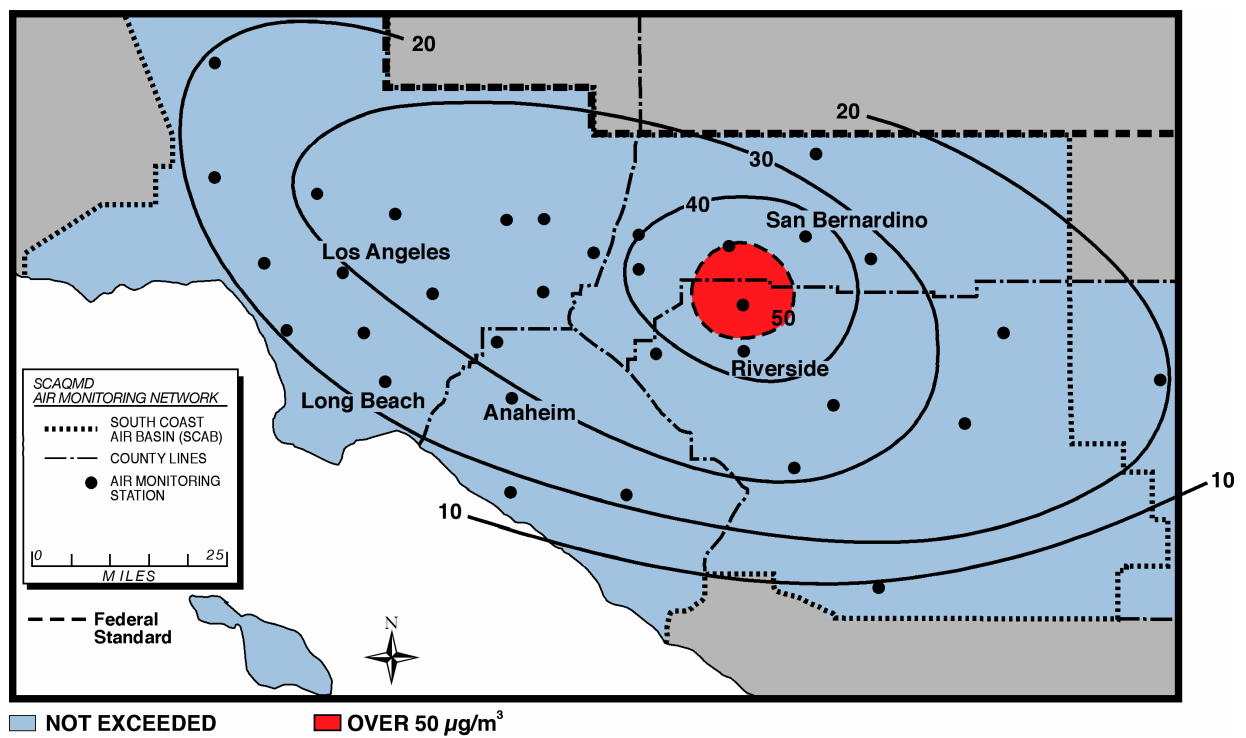 20
20
30
40
San Bernardino
Los Angeles
50
Riverside
SCAQMD
AIR MONITORING NETWORK
SOUTH COAST
AIR BASIN (SCAB)
COUNTY LINES
AIR MONITORING
STATION
0 25
MILES
Long Beach
Anaheim
10
10
Federal
Standard
N
NOT EXCEEDED
OVER 50 µg/m³